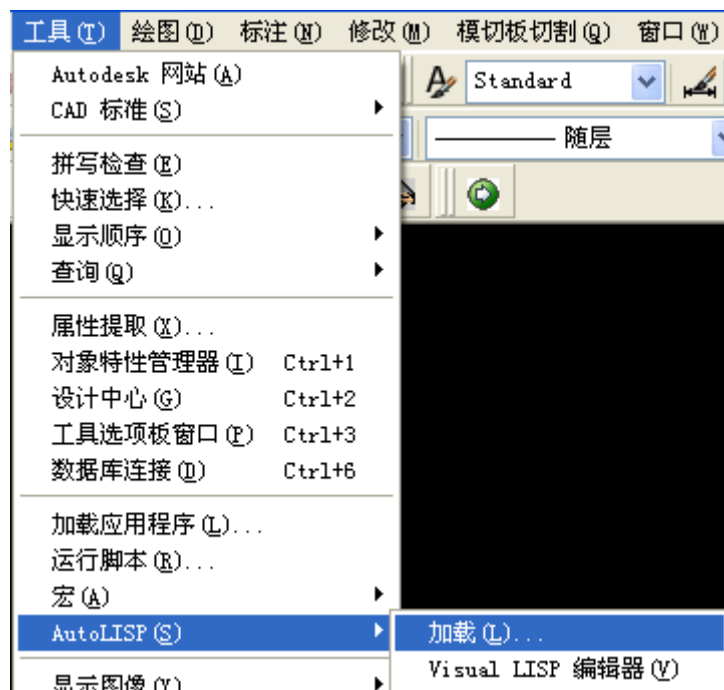 工具(T) 绘图(D) 标注(N) 修改(M) 模切板切割(Q) 窗口(W)
Autodesk 网站(A)
Standard
CAD 标准(S)
随层
拼写检查(E)
快速选择(K)...
显示顺序(O)
查询(Q)
属性提取(X)...
对象特性管理器(I) Ctrl+1
设计中心(G) Ctrl+2
工具选项板窗口(P) Ctrl+3
数据库连接(D) Ctrl+6
加载应用程序(L)...
运行脚本(R)...
宏(A)
AutoLISP(S)
加载(L)...
Visual LISP 编辑器(V)
显示图像(Y)